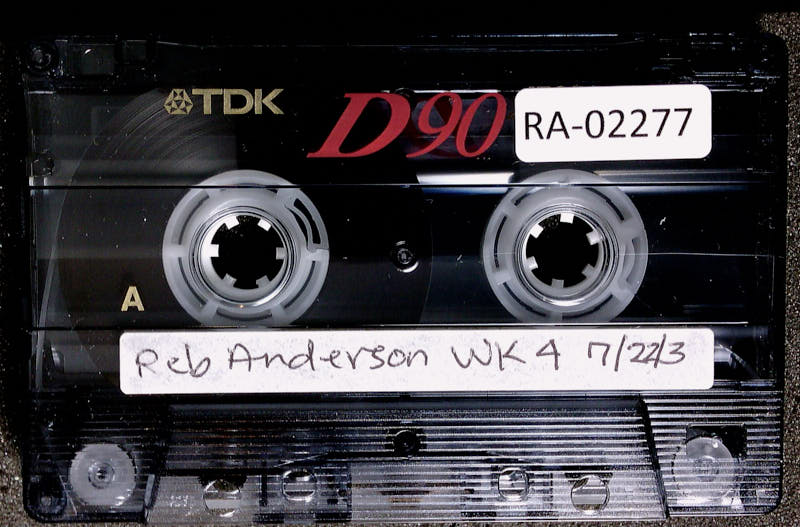 TDK
D90
RA-02277
A
Reb Anderson WK 4 7/22/3